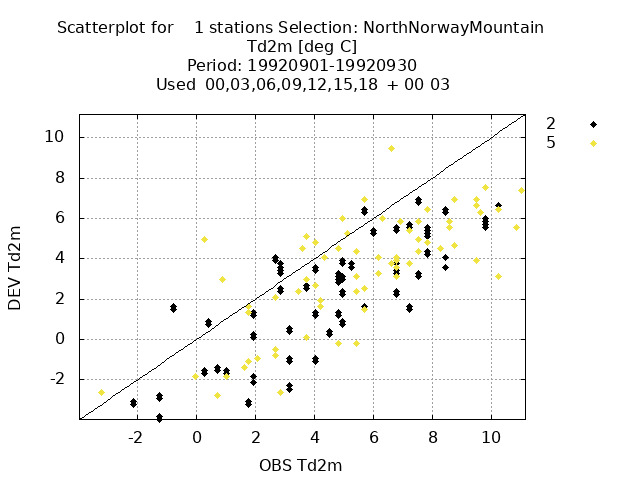 Scatterplot for    1 stations Selection: NorthNorwayMountain
Td2m [deg C]
Period: 19920901-19920930
Used  00,03,06,09,12,15,18  + 00 03
2
5
10
8
6
4
2
0
-2
DEV Td2m
-2 0 2 4 6 8 10
OBS Td2m